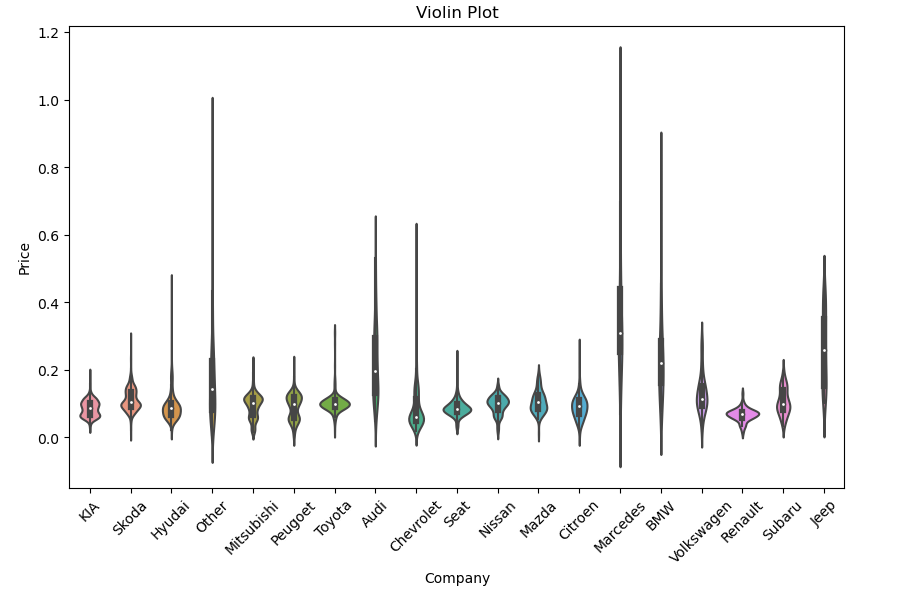 Violin Plot
1.2
1.0
0.8
0.6
0.4
0.2
0.0
Price
KIA
Skoda
Hyudai
Other
Mitsubishi
Peugoet
Toyota
Audi
Chevrolet
Seat
Nissan
Mazda
Citroen
Marcedes
BMW
Volkswagen
Renault
Subaru
Jeep
Company